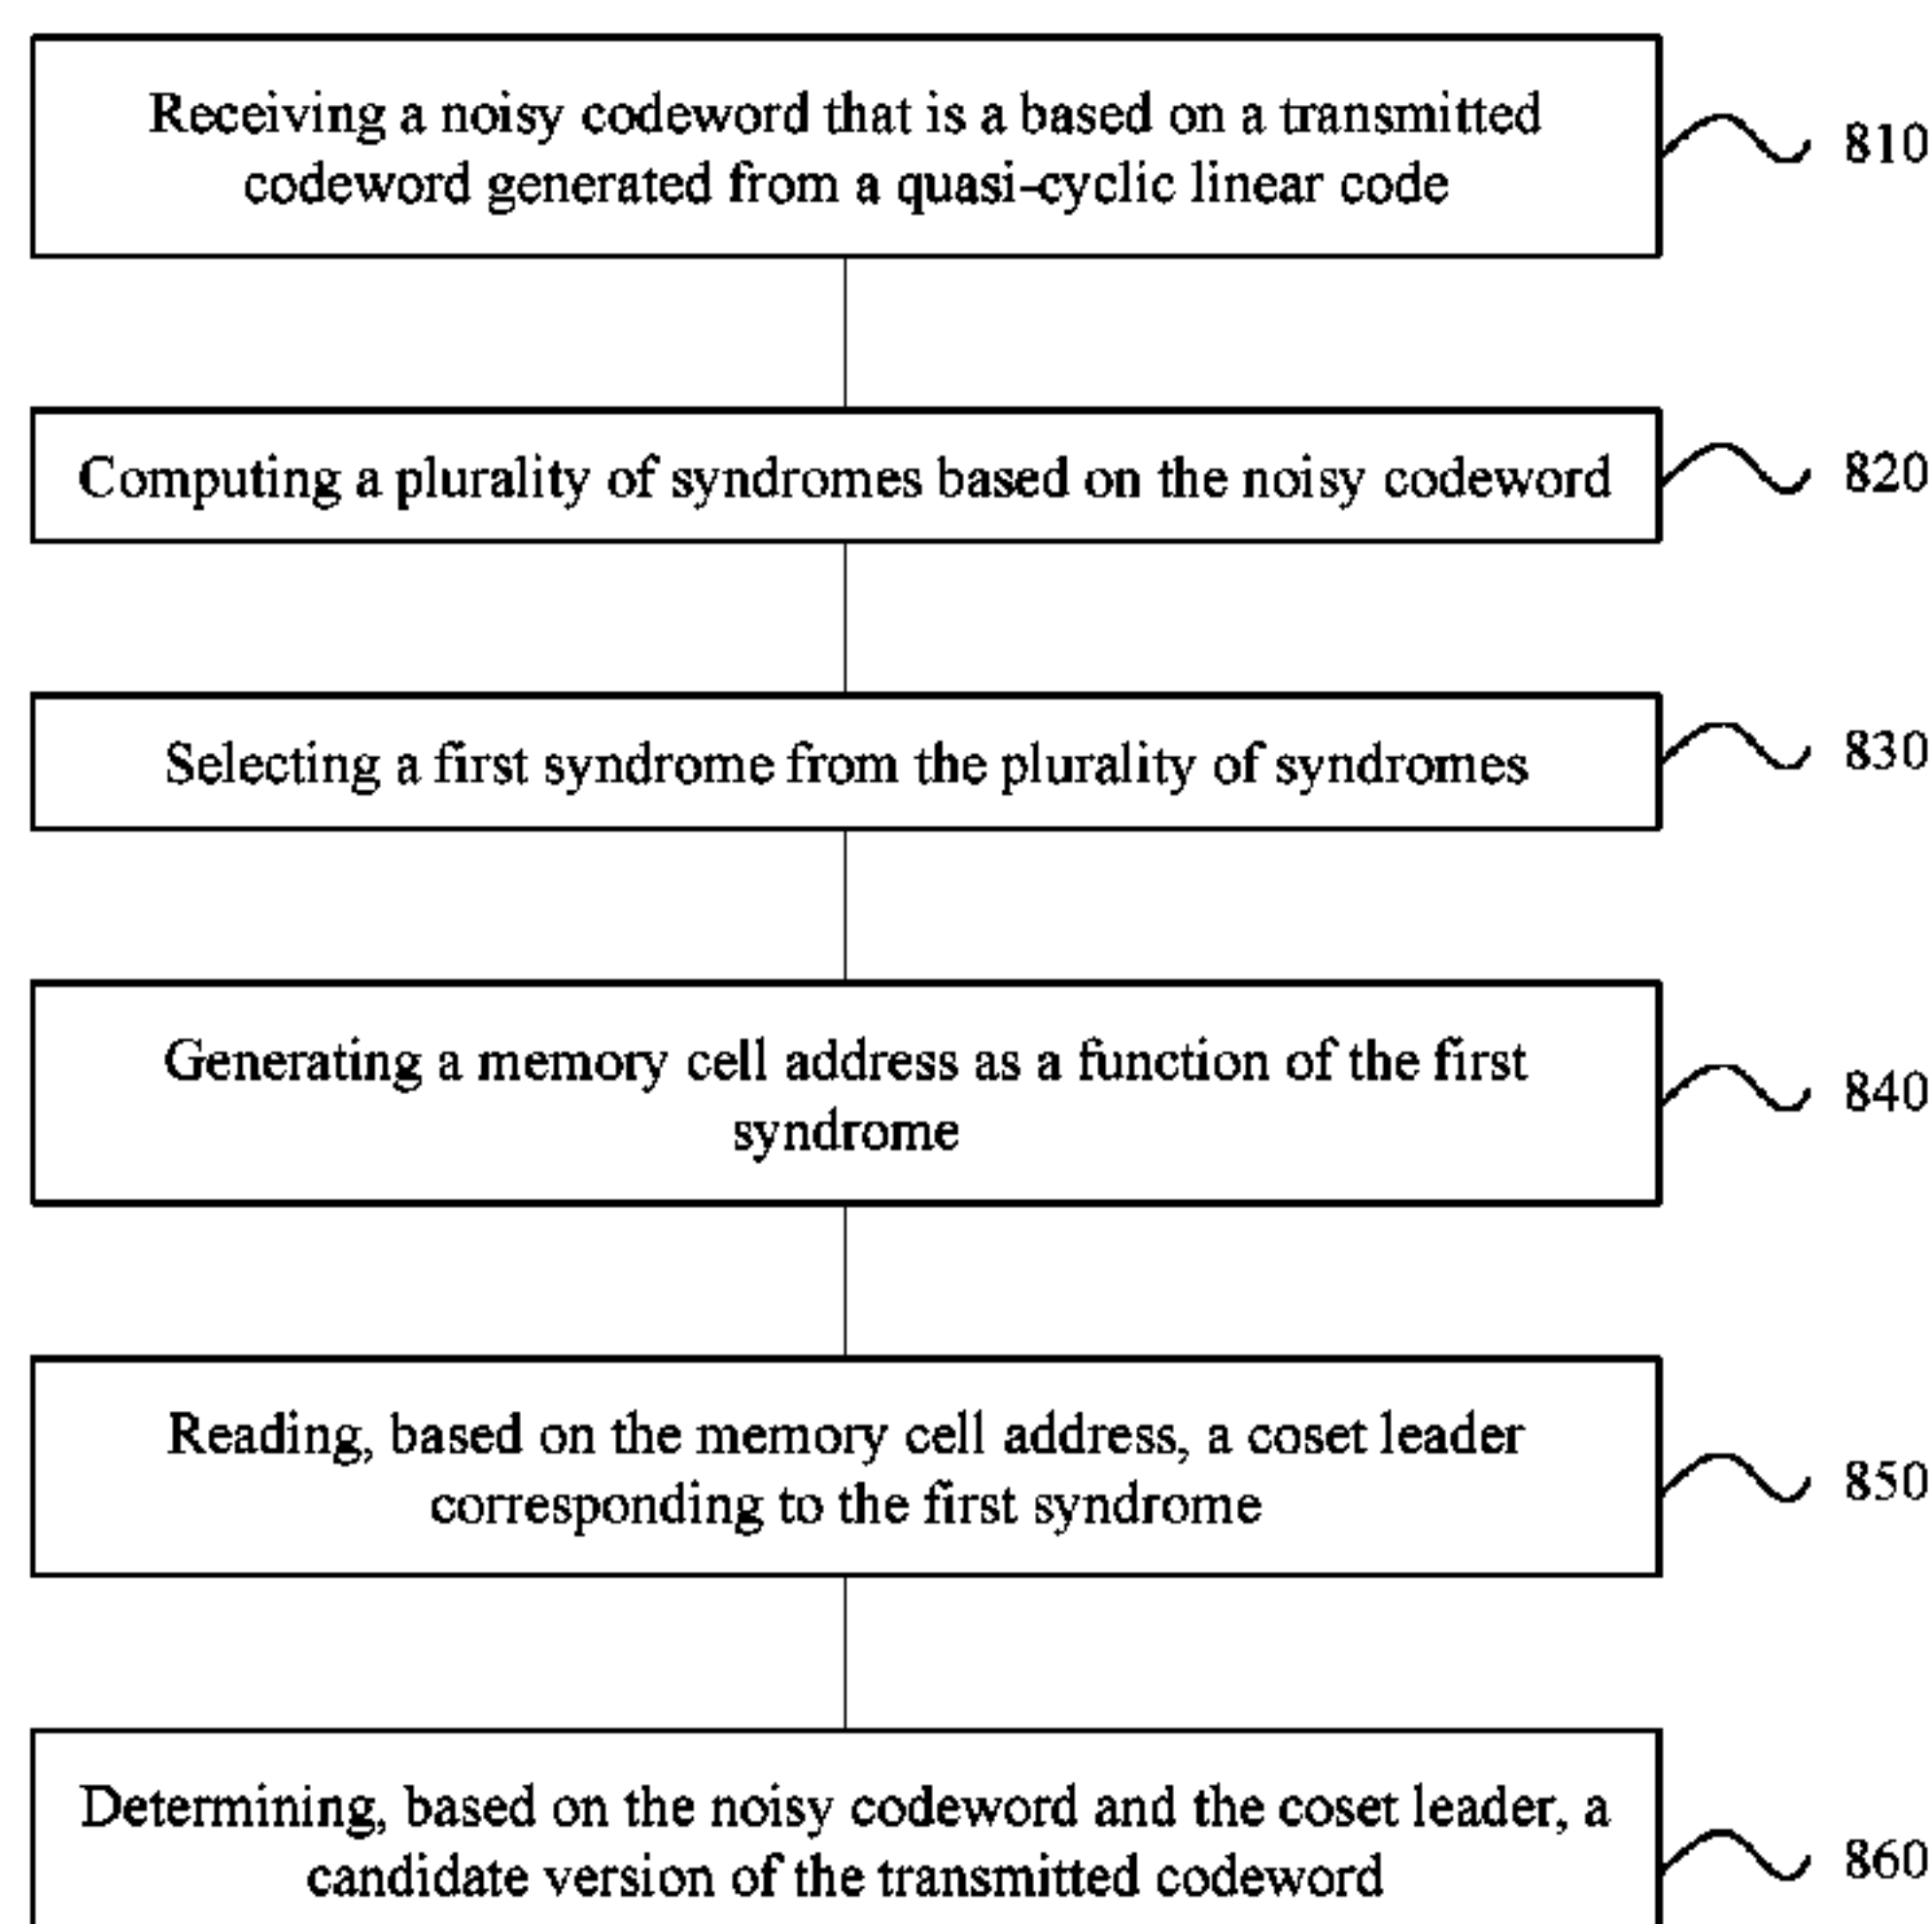 Receiving a noisy codeword that is a based on a transmitted
codeword generated from a quasi-cyclic linear code
810
Computing a plurality of syndromes based on the noisy codeword
820
Selecting a first syndrome from the plurality of syndromes
830
Generating a memory cell address as a function of the first
syndrome
840
Reading, based on the memory cell address, a coset leader
corresponding to the first syndrome
850
Determining, based on the noisy codeword and the coset leader, a
candidate version of the transmitted codeword
860